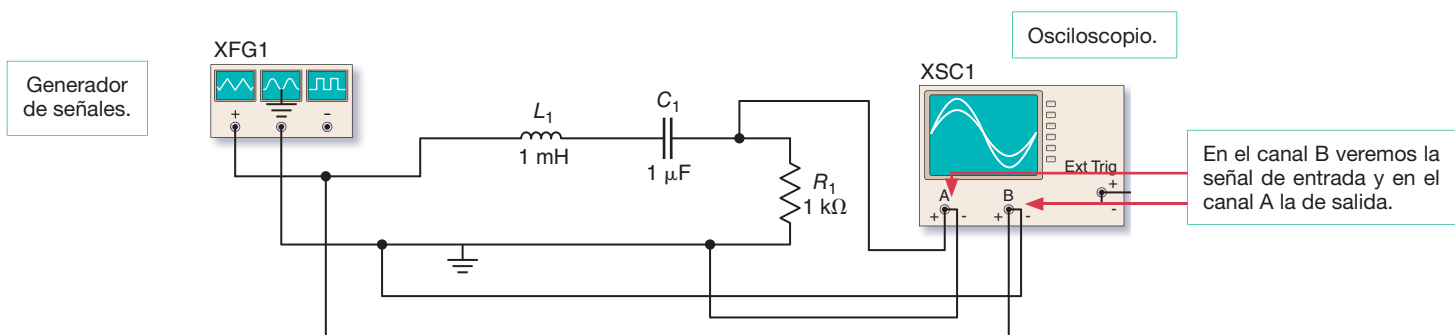 Osciloscopio.
XFG1
XSC1
Generador
de señales.
+
-
L1
1 mH
C1
1 μF
R1
1 kΩ
Ext Trig
+
-
A
B
+ -
+ -
En el canal B veremos la
señal de entrada y en el
canal A la de salida.